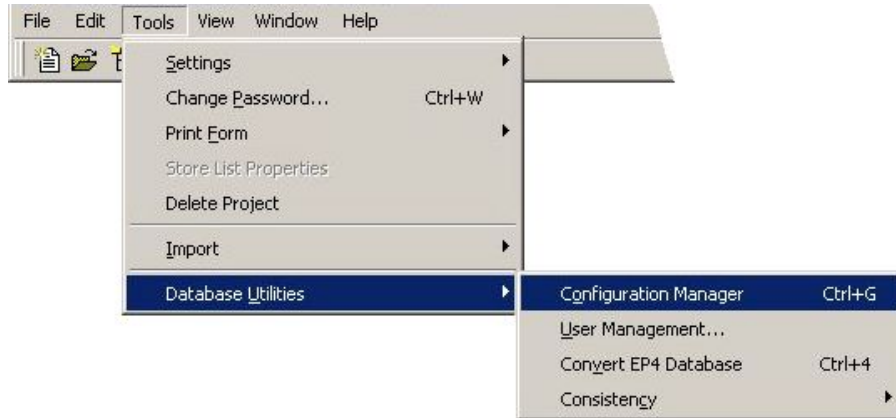 File Edit Tools View Window Help
Settings
Change Password... Ctrl+W
Print Form
Store List Properties
Delete Project
Import
Database Utilities
Configuration Manager Ctrl+G
User Management...
Convert EP4 Database Ctrl+4
Consistency